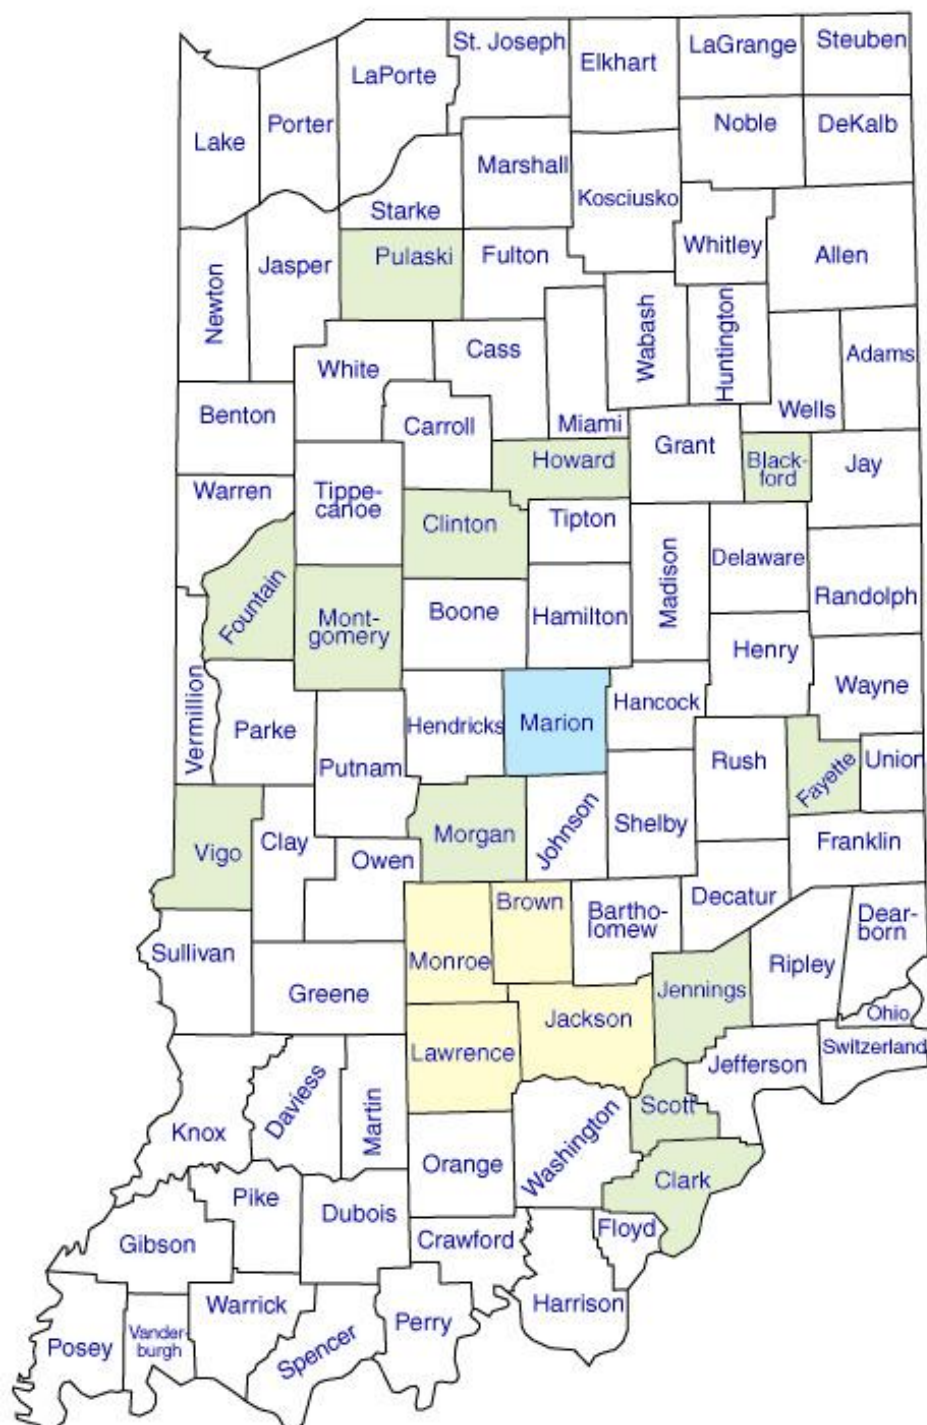 St. Joseph
LaGrange
Steuben
Elkhart
LaPorte
Porter
Lake
Noble
DeKalb
Marshall
Kosciusko
Starke
Whitley
Allen
Pulaski
Fulton
Jasper
Newton
Wabash
Huntington
Adams
Cass
White
Benton
Wells
Miami
Carroll
Grant
Howard
Black-
ford
Jay
Warren
Tippe-
canoe
Clinton
Tipton
Madison
Delaware
Randolph
Fountain
Mont-
gomery
Boone
Hamilton
Henry
Wayne
Vermillion
Parke
Putnam
Hendricks
Marion
Hancock
Rush
Fayette
Union
Vigo
Clay
Owen
Morgan
Johnson
Shelby
Franklin
Decatur
Brown
Bartho-
lomew
Dear-
born
Sullivan
Greene
Monroe
Jennings
Ripley
Ohio
Jackson
Lawrence
Jefferson
Switzerland
Knox
Daviess
Martin
Orange
Washington
Scott
Clark
Pike
Dubois
Gibson
Crawford
Floyd
Harrison
Warrick
Perry
Spencer
Posey
Vander-
burgh